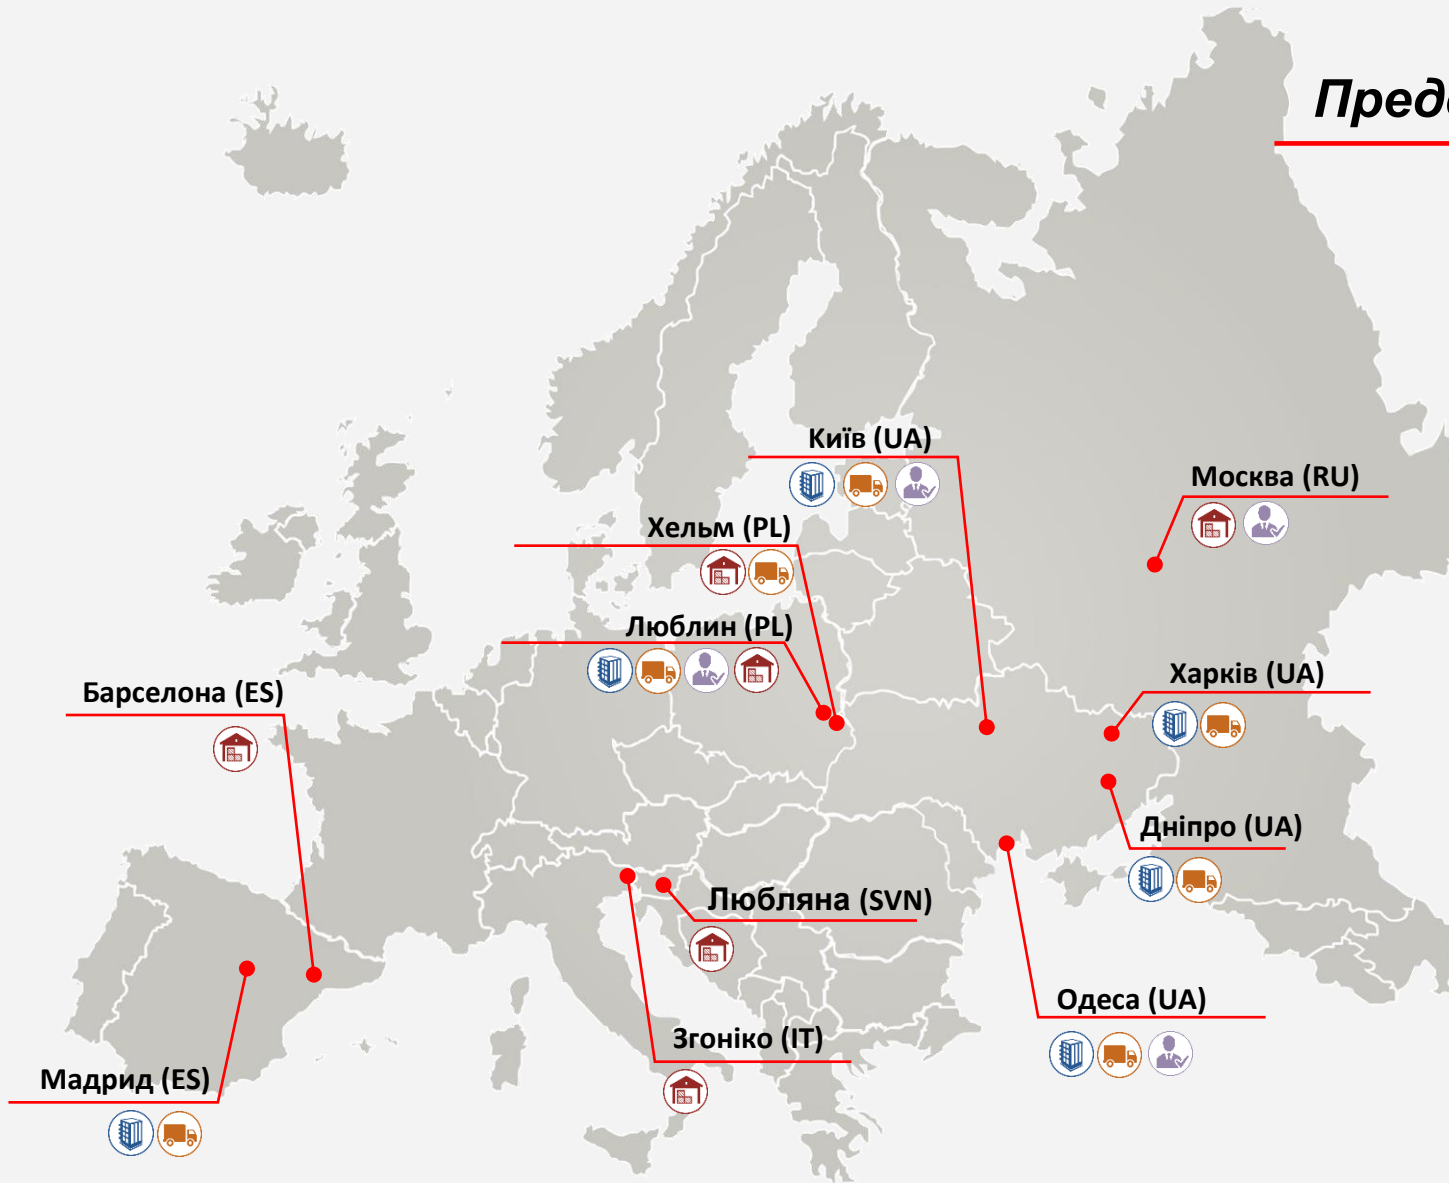 Київ (UA)
Москва (RU)
Хельм (PL)
Люблин (PL)
Харків (UA)
Барселона (ES)
Дніпро (UA)
Любляна (SVN)
Одеса (UA)
Згоніко (IT)
Мадрид (ES)